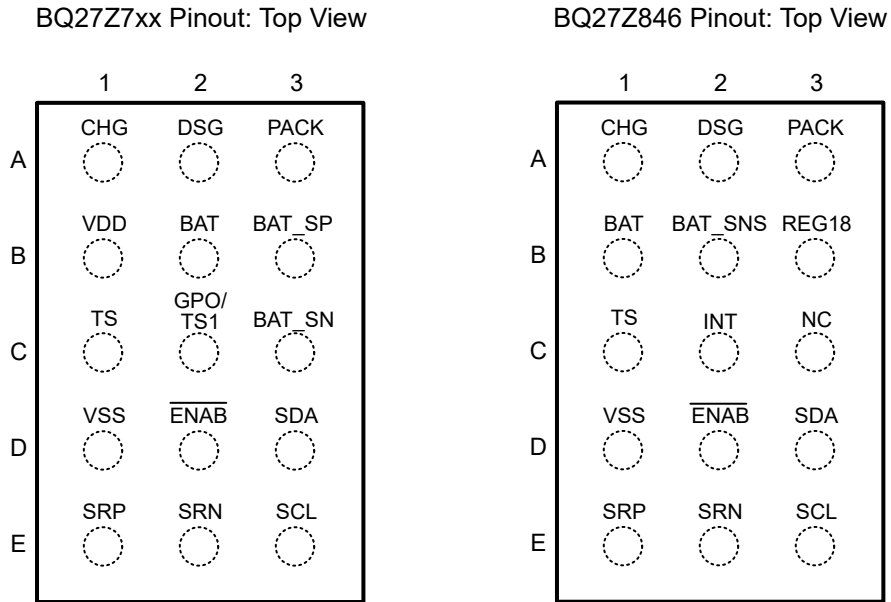 BQ27Z7xx Pinout: Top View
1 2 3
A
CHG DSG PACK
B
VDD BAT BAT_SP
C
TS GPO/
TS1 BAT_SN
D
VSS ENAB SDA
E
SRP SRN SCL
BQ27Z846 Pinout: Top View
1 2 3
A
CHG DSG PACK
B
BAT BAT_SNS REG18
C
TS INT NC
D
VSS ENAB SDA
E
SRP SRN SCL